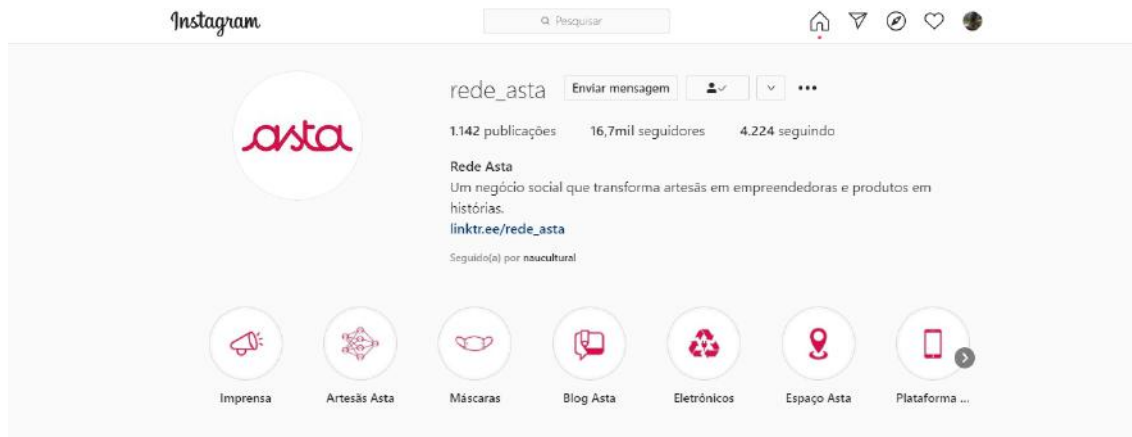 Instagram
Pesquisar
asta
rede_asta
Enviar mensagem
1.142 publicações 16,7mil seguidores 4.224 seguindo
Rede Asta
Um negócio social que transforma artesãs em empreendedoras e produtos em
histórias.
linktr.ee/rede_asta
Seguido(a) por naucultural
Imprensa
Artesãs Asta
Máscaras
Blog Asta
Eletrônicos
Espaço Asta
Plataforma ...